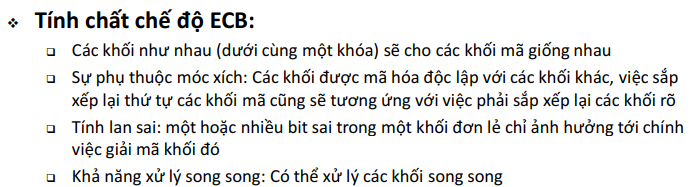 ❖ Tính chất chế độ ECB:
❑ Các khối như nhau (dưới cùng một khóa) sẽ cho các khối mã giống nhau
❑ Sự phụ thuộc móc xích: Các khối được mã hóa độc lập với các khối khác, việc sắp
xếp lại thứ tự các khối mã cũng sẽ tương ứng với việc phải sắp xếp lại các khối rõ
❑ Tính lan sai: một hoặc nhiều bit sai trong một khối đơn lẻ chỉ ảnh hưởng tới chính
việc giải mã khối đó
❑ Khả năng xử lý song song: Có thể xử lý các khối song song